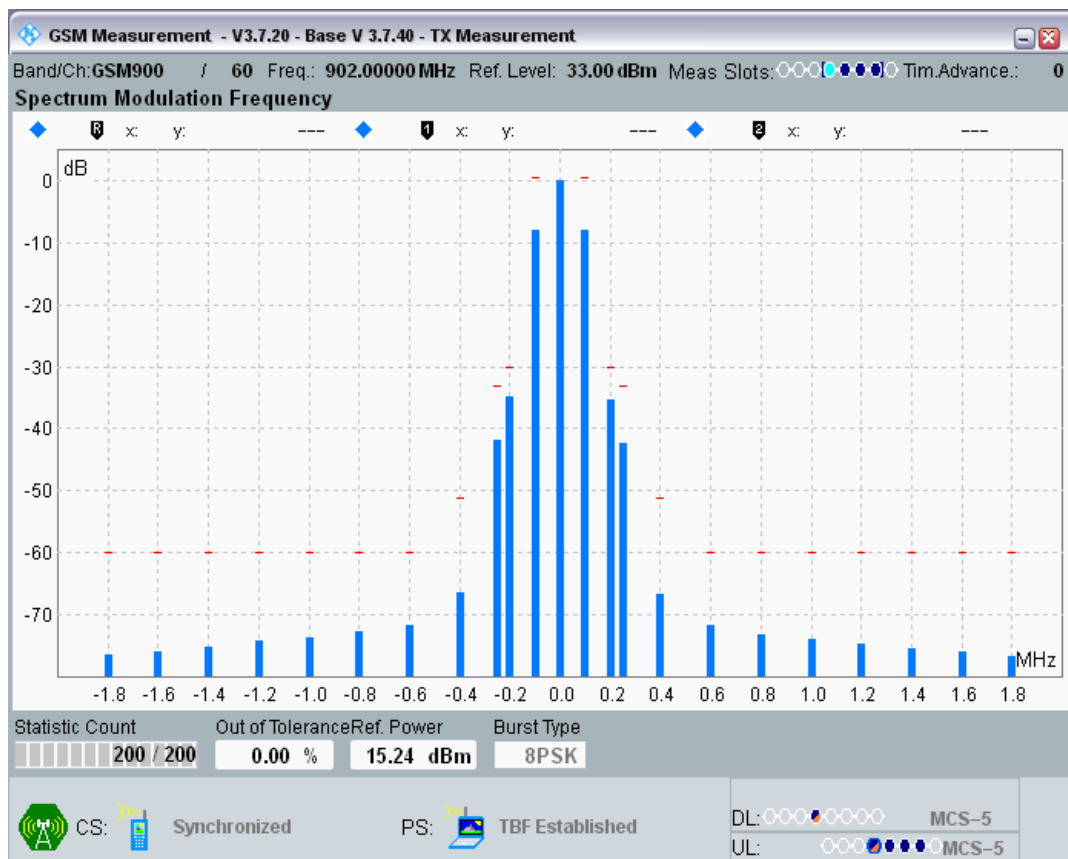 GSM Measurement - V3.7.20 - Base V 3.7.40 - TX Measurement
Band/Ch:GSM900 / 60 Freq.: 902.00000 MHz Ref. Level: 33.00 dBm Meas Slots: Tim.Advance.: 0
Spectrum Modulation Frequency
R x: y: --- 1 x: y: --- 2 x: y: ---
dB
0
-10
-20
-30
-40
-50
-60
-70
MHz
-1.8 -1.6 -1.4 -1.2 -1.0 -0.8 -0.6 -0.4 -0.2 0.0 0.2 0.4 0.6 0.8 1.0 1.2 1.4 1.6 1.8
Statistic Count Out of Tolerance Ref. Power Burst Type
200 / 200 0.00 % 15.24 dBm 8PSK
CS: Synchronized PS: TBF Established
DL: MCS-5
UL: MCS-5